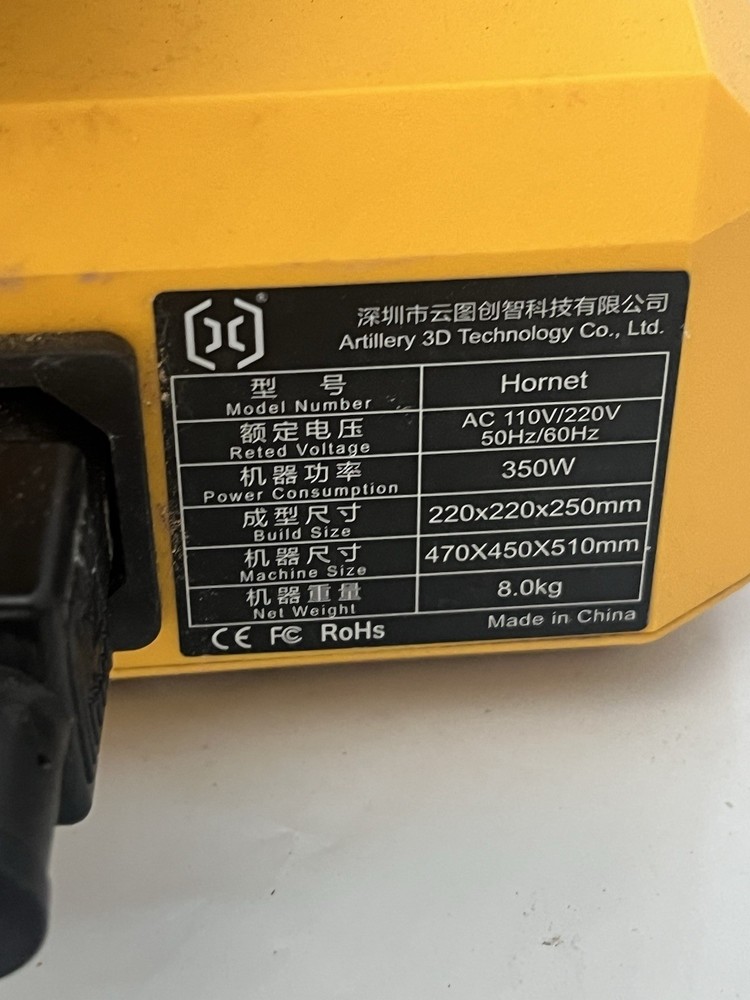 ®
深圳市云图创智科技有限公司
Artillery 3D Technology Co., Ltd.
型 号
Model Number
Hornet
额定电压
Reted Voltage
AC 110V/220V
50Hz/60Hz
机器功率
Power Consumption
350W
成型尺寸
Build Size
220x220x250mm
机器尺寸
Machine Size
470X450X510mm
机器重量
Net Weight
8.0kg
CE FC RoHs
Made in China